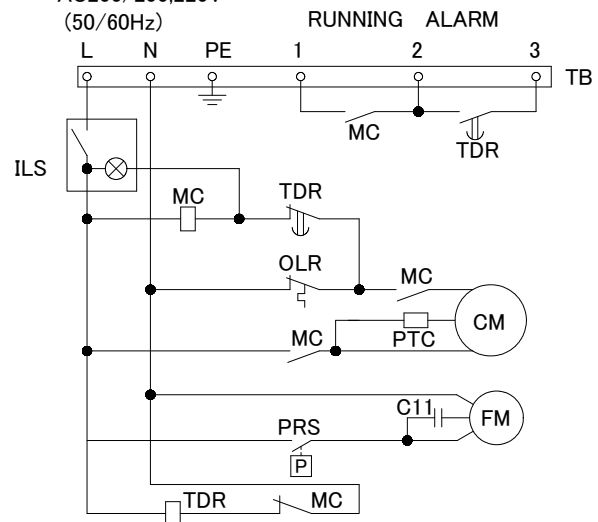 (50/60Hz) RUNNING ALARM
L N PE 1 2 3
TB
MC
TDR
ILS
MC TDR
OLR MC
CM
MC PTC
C11 FM
PRS
P
TDR MC